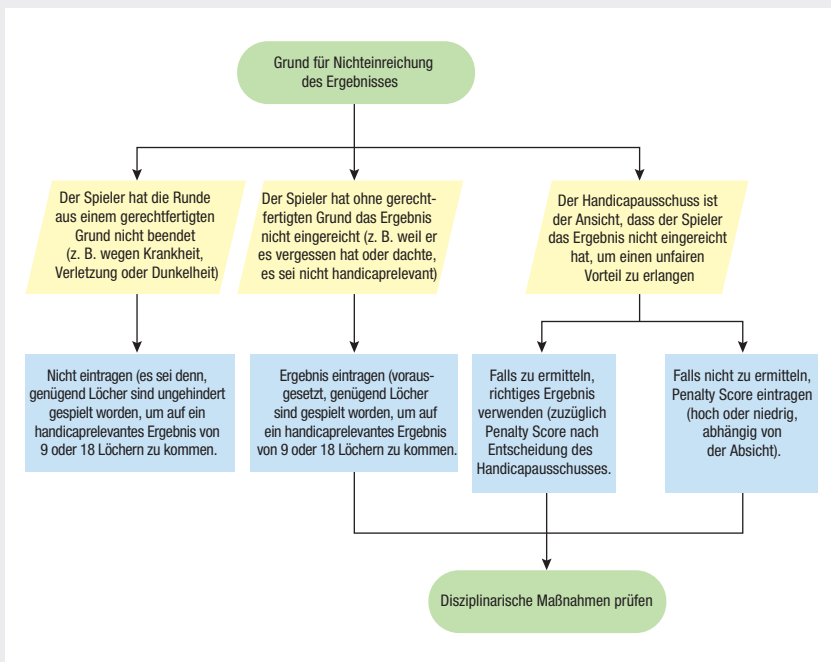 Grund für Nichteinreichung
des Ergebnisses
Der Spieler hat die Runde
aus einem gerechtfertigten
Grund nicht beendet
(z. B. wegen Krankheit,
Verletzung oder Dunkelheit)
Der Spieler hat ohne gerecht-
fertigten Grund das Ergebnis
nicht eingereicht (z. B. weil er
es vergessen hat oder dachte,
es sei nicht handicaprelevant)
Der Handicapausschuss ist
der Ansicht, dass der Spieler
das Ergebnis nicht eingereicht
hat, um einen unfairen
Vorteil zu erlangen
Nicht eintragen (es sei denn,
genügend Löcher sind ungehindert
gespielt worden, um auf ein
handicaprelevantes Ergebnis von
9 oder 18 Löchern zu kommen.
Ergebnis eintragen (voraus-
gesetzt, genügend Löcher
sind gespielt worden, um auf
ein handicaprelevantes Ergebnis
von 9 oder 18 Löchern zu kommen.
Falls zu ermitteln,
richtiges Ergebnis
verwenden (zuzüglich
Penalty Score nach
Entscheidung des
Handicapausschusses.
Falls nicht zu ermitteln,
Penalty Score eintragen
(hoch oder niedrig,
abhängig von
der Absicht).
Disziplinarische Maßnahmen prüfen